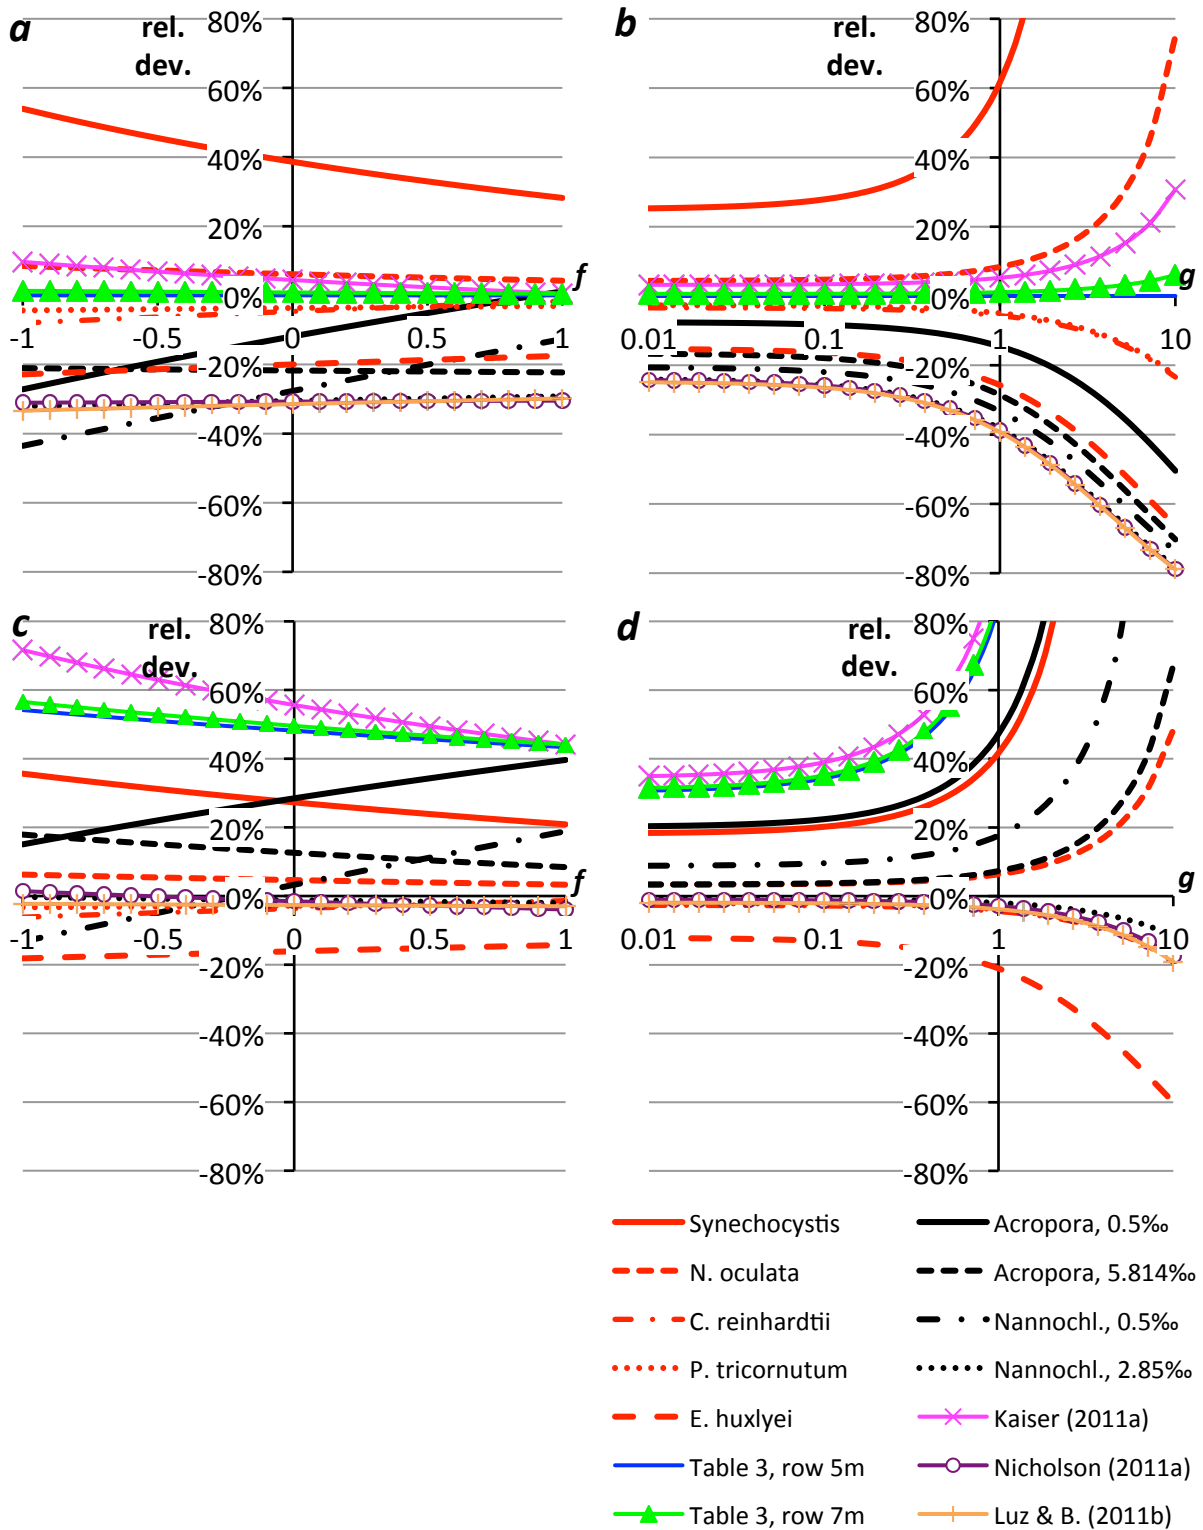 a
rel.
dev.
80%
60%
40%
20%
0%
-20%
-40%
-60%
-80%
f
-1
-0.5
0
0.5
1
b
rel.
dev.
80%
60%
40%
20%
0%
-20%
-40%
-60%
-80%
g
0.01
0.1
1
10
c
rel.
dev.
80%
60%
40%
20%
0%
-20%
-40%
-60%
-80%
f
-1
-0.5
0
0.5
1
d
rel.
dev.
80%
60%
40%
20%
0%
-20%
-40%
-60%
-80%
g
0.01
0.1
1
10
Synechocystis
Acropora, 0.5‰
N. oculata
Acropora, 5.814‰
C. reinhardtii
Nannochl., 0.5‰
P. tricornutum
Nannochl., 2.85‰
E. huxlyei
Kaiser (2011a)
Table 3, row 5m
Nicholson (2011a)
Table 3, row 7m
Luz & B. (2011b)